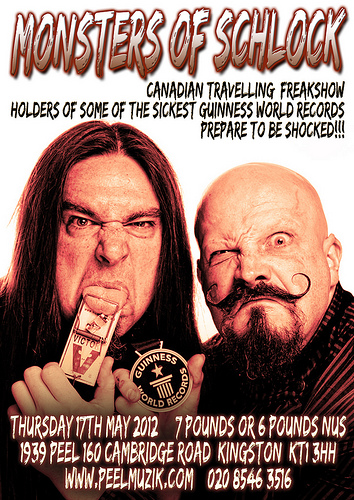 MONSTERS OF SCHLOCK
CANADIAN TRAVELLING FREAKSHOW
HOLDERS OF SOME OF THE SICKEST GUINNESS WORLD RECORDS
PREPARE TO BE SHOCKED!!!
VICTO
GUINNESS
WORLD RECORDS
THURSDAY 17TH MAY 2012 7 POUNDS OR 6 POUNDS NUS
1939 PEEL 160 CAMBRIDGE ROAD KINGSTON KT1 3HH
WWW.PEELMUZIK.COM 020 8546 3516